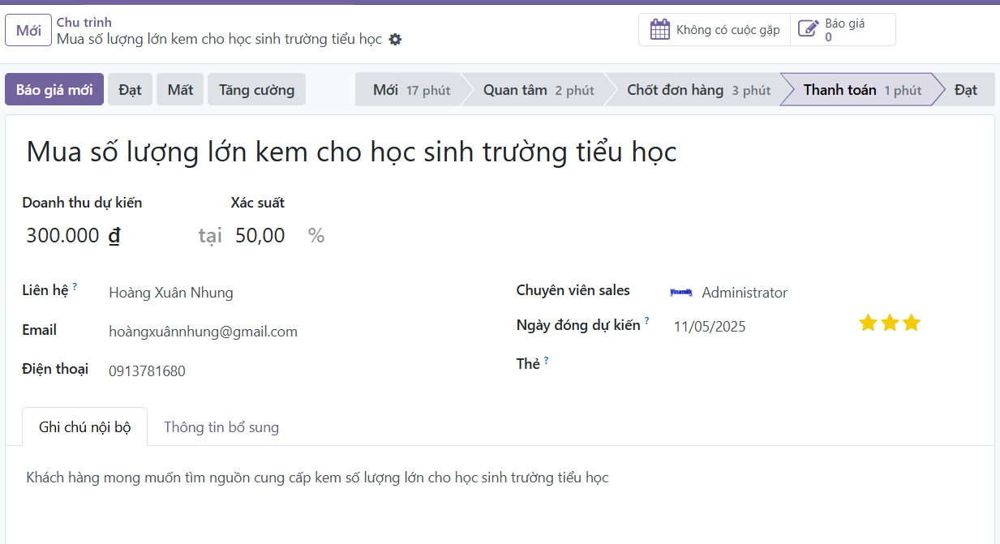 Mới
Chu trình
Mua số lượng lớn kem cho học sinh trường tiểu học
Không có cuộc gặp
Báo giá
0
Báo giá mới Đạt Mất Tăng cường
Mới 17 phút Quan tâm 2 phút Chốt đơn hàng 3 phút Thanh toán 1 phút Đạt
Mua số lượng lớn kem cho học sinh trường tiểu học
Doanh thu dự kiến Xác suất
300.000 ₫ tại 50,00 %
Liên hệ ? Hoàng Xuân Nhung Chuyên viên sales Vinamilk Administrator
Email hoàngxuânnhung@gmail.com Ngày đóng dự kiến ? 11/05/2025
Điện thoại 0913781680 Thẻ ?
Ghi chú nội bộ Thông tin bổ sung
Khách hàng mong muốn tìm nguồn cung cấp kem số lượng lớn cho học sinh trường tiểu học